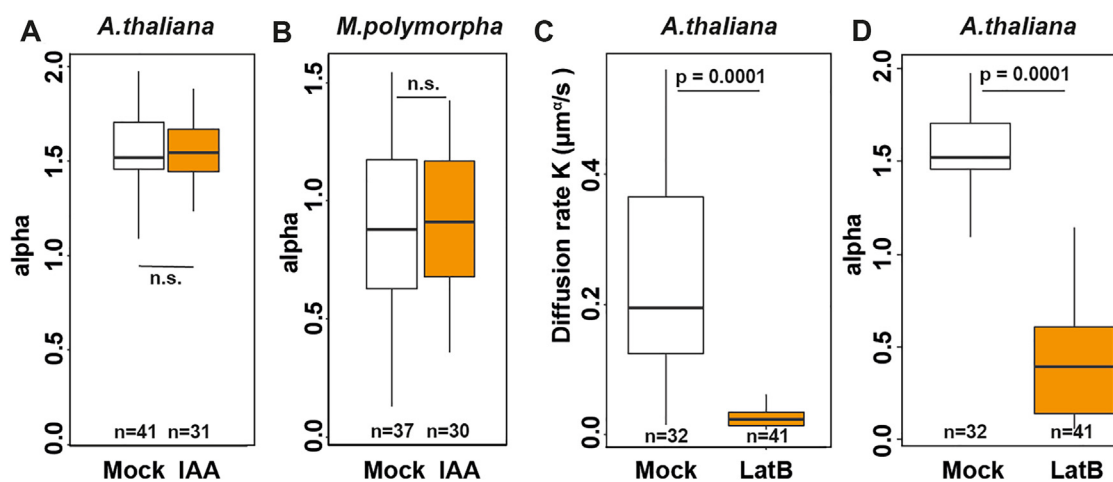 A A.thaliana
alpha
0.0 0.5 1.0 1.5 2.0
n.s.
n=41 n=31
Mock IAA
B M.polymorpha
alpha
0.0 0.5 1.0 1.5
n.s.
n=37 n=30
Mock IAA
C A.thaliana
Diffusion rate K (µm^α/s )
0.0 0.2 0.4
p = 0.0001
n=32 n=41
Mock LatB
D A.thaliana
alpha
0.0 0.5 1.0 1.5 2.0
p = 0.0001
n=32 n=41
Mock LatB